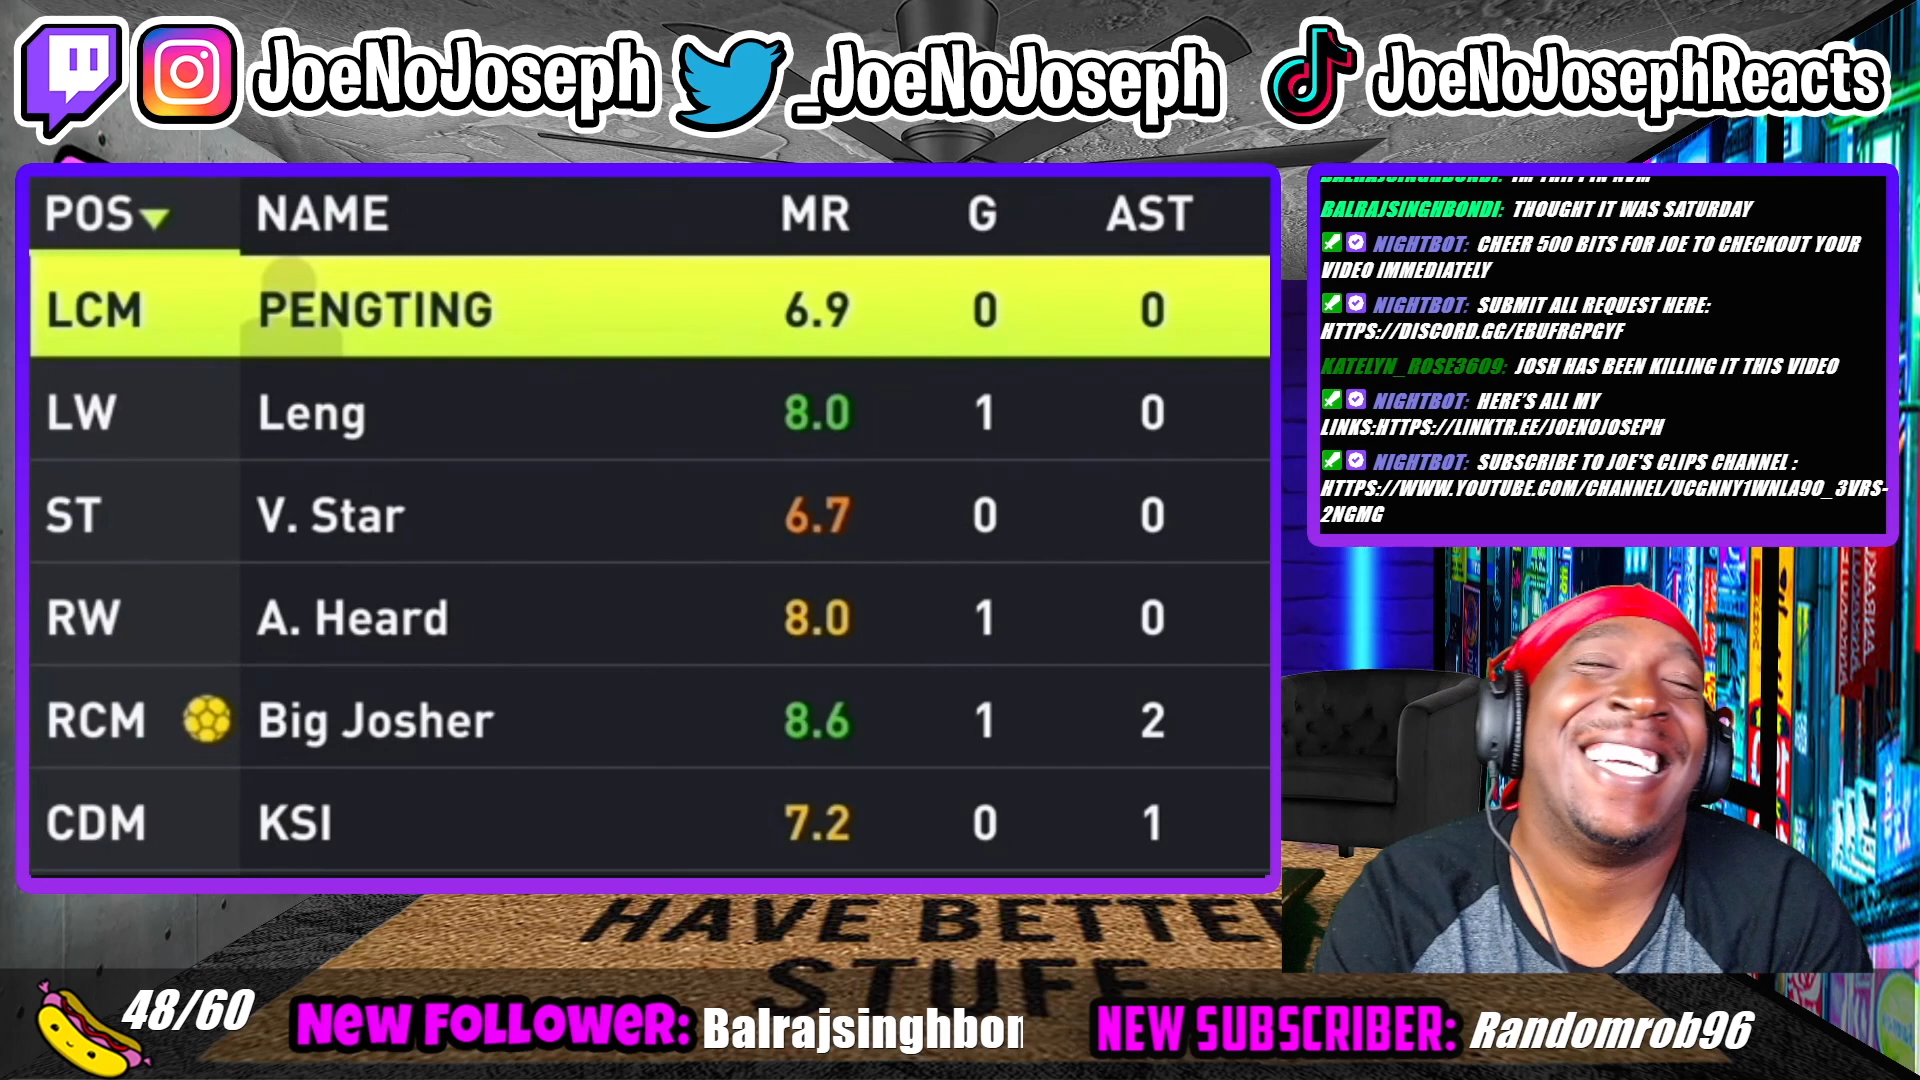 JoeNoJoseph
_JoeNoJoseph
JoeNoJosephReacts
POS NAME MR G AST
LCM PENGTING 6.9 0 0
LW Leng 8.0 1 0
ST V. Star 6.7 0 0
RW A. Heard 8.0 1 0
RCM Big Josher 8.6 1 2
CDM KSI 7.2 0 1
BALRAJSINGHBONDI: THOUGHT IT WAS SATURDAY
NIGHTBOT: CHEER 500 BITS FOR JOE TO CHECKOUT YOUR
VIDEO IMMEDIATELY
NIGHTBOT: SUBMIT ALL REQUEST HERE:
HTTPS://DISCORD.GG/EBUFRGPGYF
KATELYN_ROSE3609: JOSH HAS BEEN KILLING IT THIS VIDEO
NIGHTBOT: HERE'S ALL MY
LINKS:HTTPS://LINKTR.EE/JOENOJOSEPH
NIGHTBOT: SUBSCRIBE TO JOE'S CLIPS CHANNEL :
HTTPS://WWW.YOUTUBE.COM/CHANNEL/UCGNNY1WNLA9O_3VRS-
2NGMG
HAVE BETTE
STUFF
48/60
NEW FOLLOWER: Balrajsinghbon
NEW SUBSCRIBER: Randomrob96